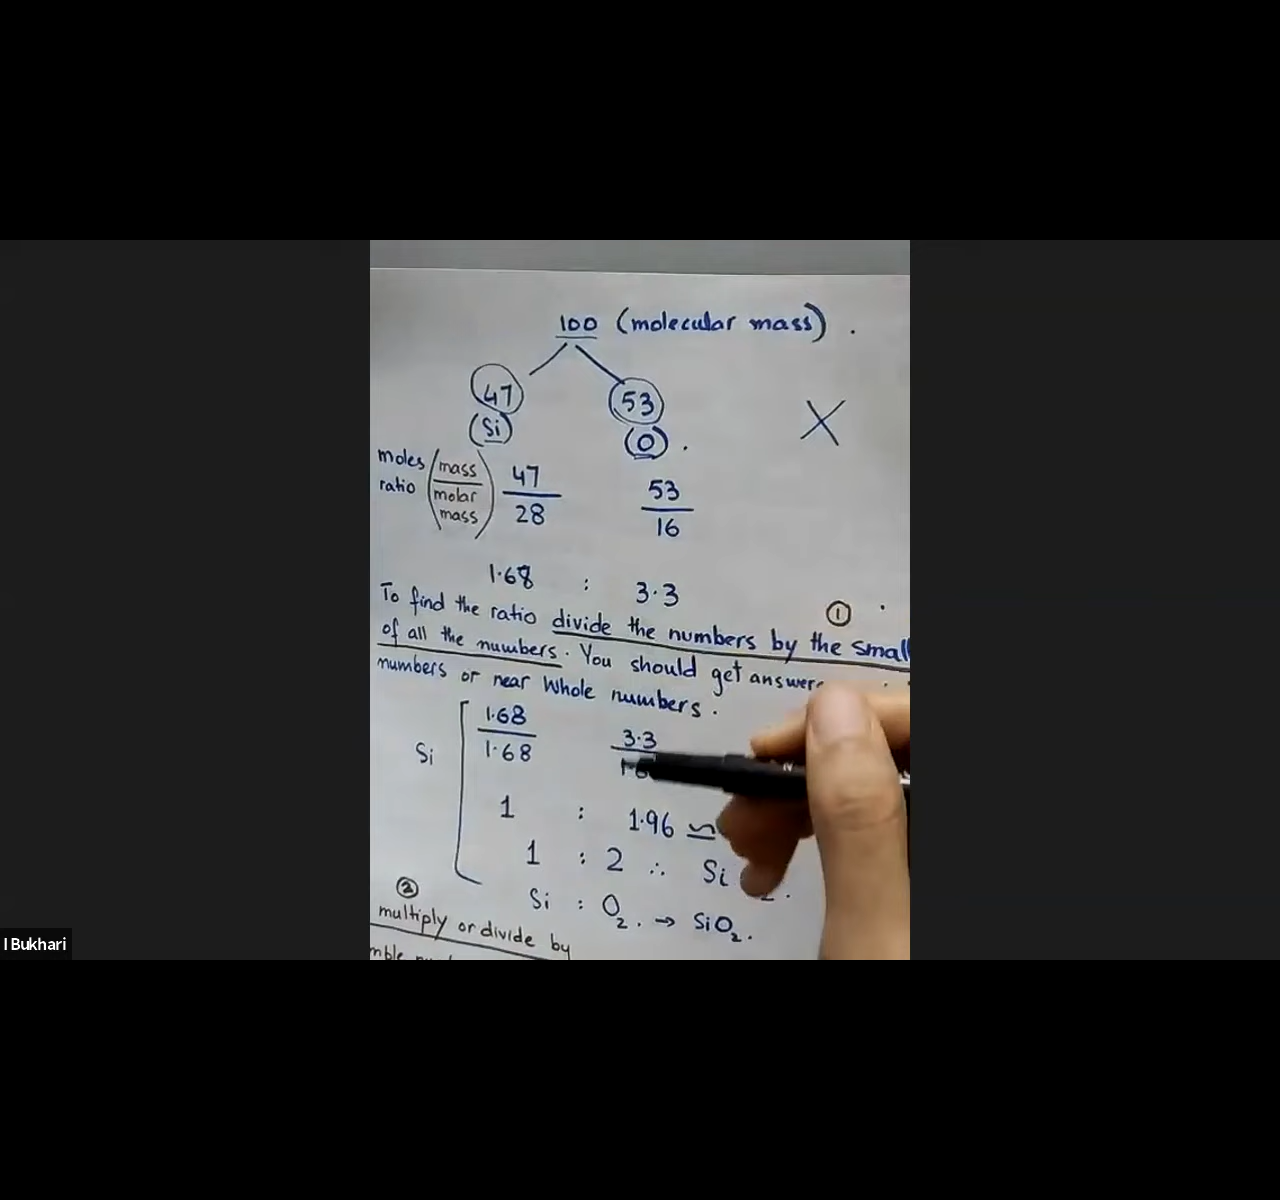 100 (molecular mass).
47 53
(Si) (O).
moles ratio (mass / molar mass) 47/28 53/16
1.68 : 3.3
To find the ratio divide the numbers by the small
①
of all the numbers. You should get answers
numbers or near Whole numbers.
Si 1.68/1.68 3.3/
1 : 1.96 ≃
1 : 2 ∴ Si
Si : O₂. → SiO₂.
②
multiply or divide by
I Bukhari